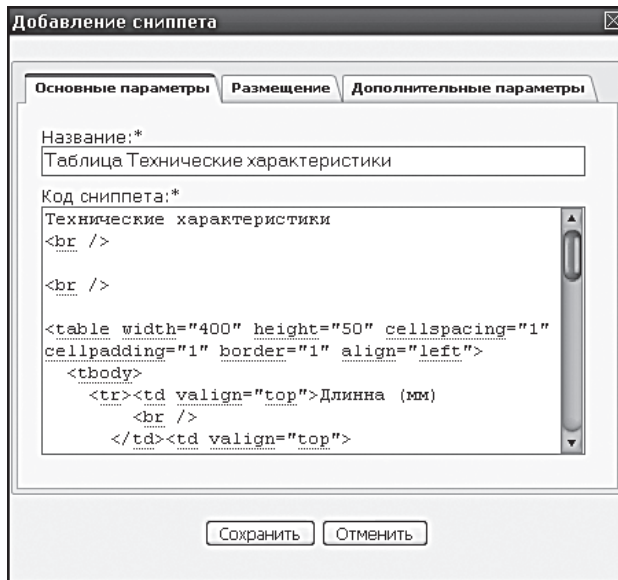 Добавление сниппета
Основные параметры Размещение Дополнительные параметры
Название:*
Таблица Технические характеристики
Код сниппета:*
Технические характеристики
<br />
<br />
<table width="400" height="50" cellspacing="1"
cellpadding="1" border="1" align="left">
<tbody>
<tr><td valign="top">Длинна (мм)
<br />
</td><td valign="top">
Сохранить Отменить